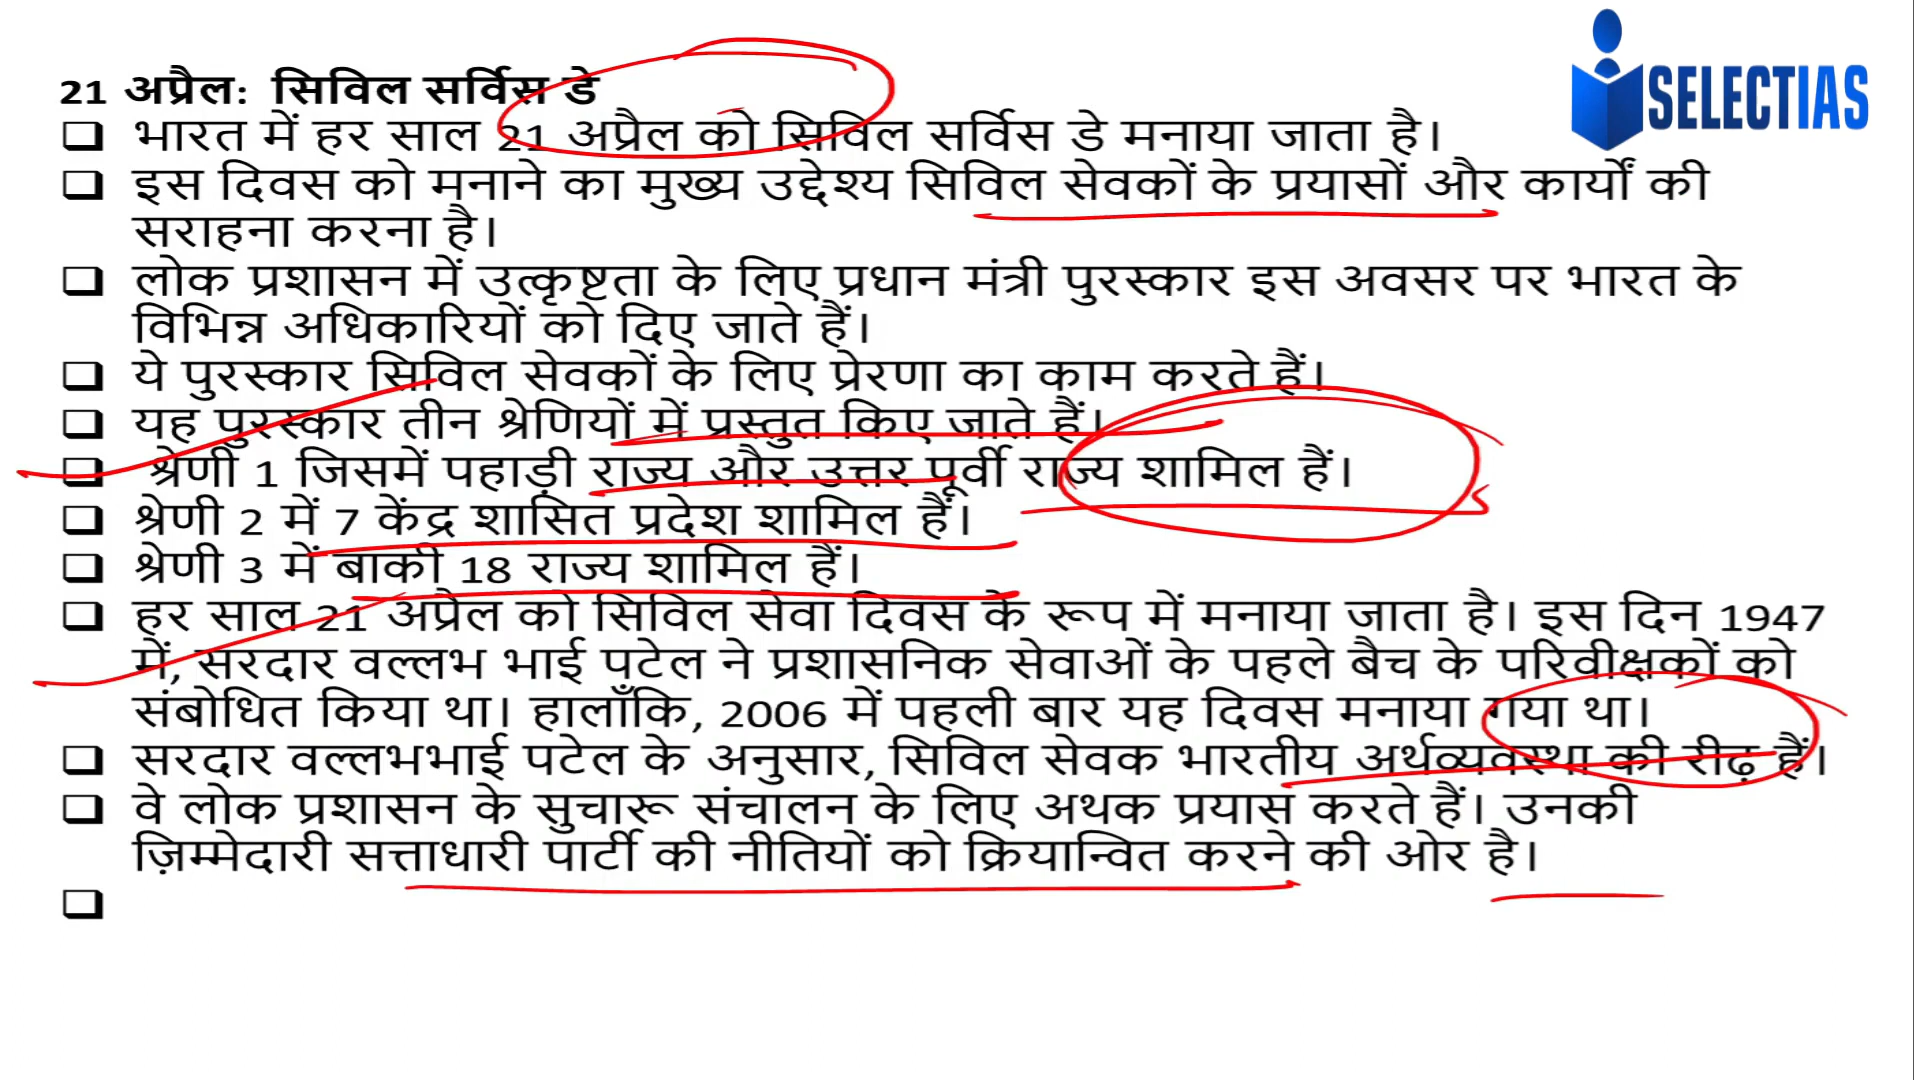 SELECTIAS
21 अप्रैल: सिविल सर्विस डे
❑ भारत में हर साल 21 अप्रैल को सिविल सर्विस डे मनाया जाता है।
❑ इस दिवस को मनाने का मुख्य उद्देश्य सिविल सेवकों के प्रयासों और कार्यों की
सराहना करना है।
❑ लोक प्रशासन में उत्कृष्टता के लिए प्रधान मंत्री पुरस्कार इस अवसर पर भारत के
विभिन्न अधिकारियों को दिए जाते हैं।
❑ ये पुरस्कार सिविल सेवकों के लिए प्रेरणा का काम करते हैं।
❑ यह पुरस्कार तीन श्रेणियों में प्रस्तुत किए जाते हैं।
❑ श्रेणी 1 जिसमें पहाड़ी राज्य और उत्तर पूर्वी राज्य शामिल हैं।
❑ श्रेणी 2 में 7 केंद्र शासित प्रदेश शामिल हैं।
❑ श्रेणी 3 में बाकी 18 राज्य शामिल हैं।
❑ हर साल 21 अप्रैल को सिविल सेवा दिवस के रूप में मनाया जाता है। इस दिन 1947
में, सरदार वल्लभ भाई पटेल ने प्रशासनिक सेवाओं के पहले बैच के परिवीक्षकों को
संबोधित किया था। हालाँकि, 2006 में पहली बार यह दिवस मनाया गया था।
❑ सरदार वल्लभभाई पटेल के अनुसार, सिविल सेवक भारतीय अर्थव्यवस्था की रीढ़ हैं।
❑ वे लोक प्रशासन के सुचारू संचालन के लिए अथक प्रयास करते हैं। उनकी
ज़िम्मेदारी सत्ताधारी पार्टी की नीतियों को क्रियान्वित करने की ओर है।
❑